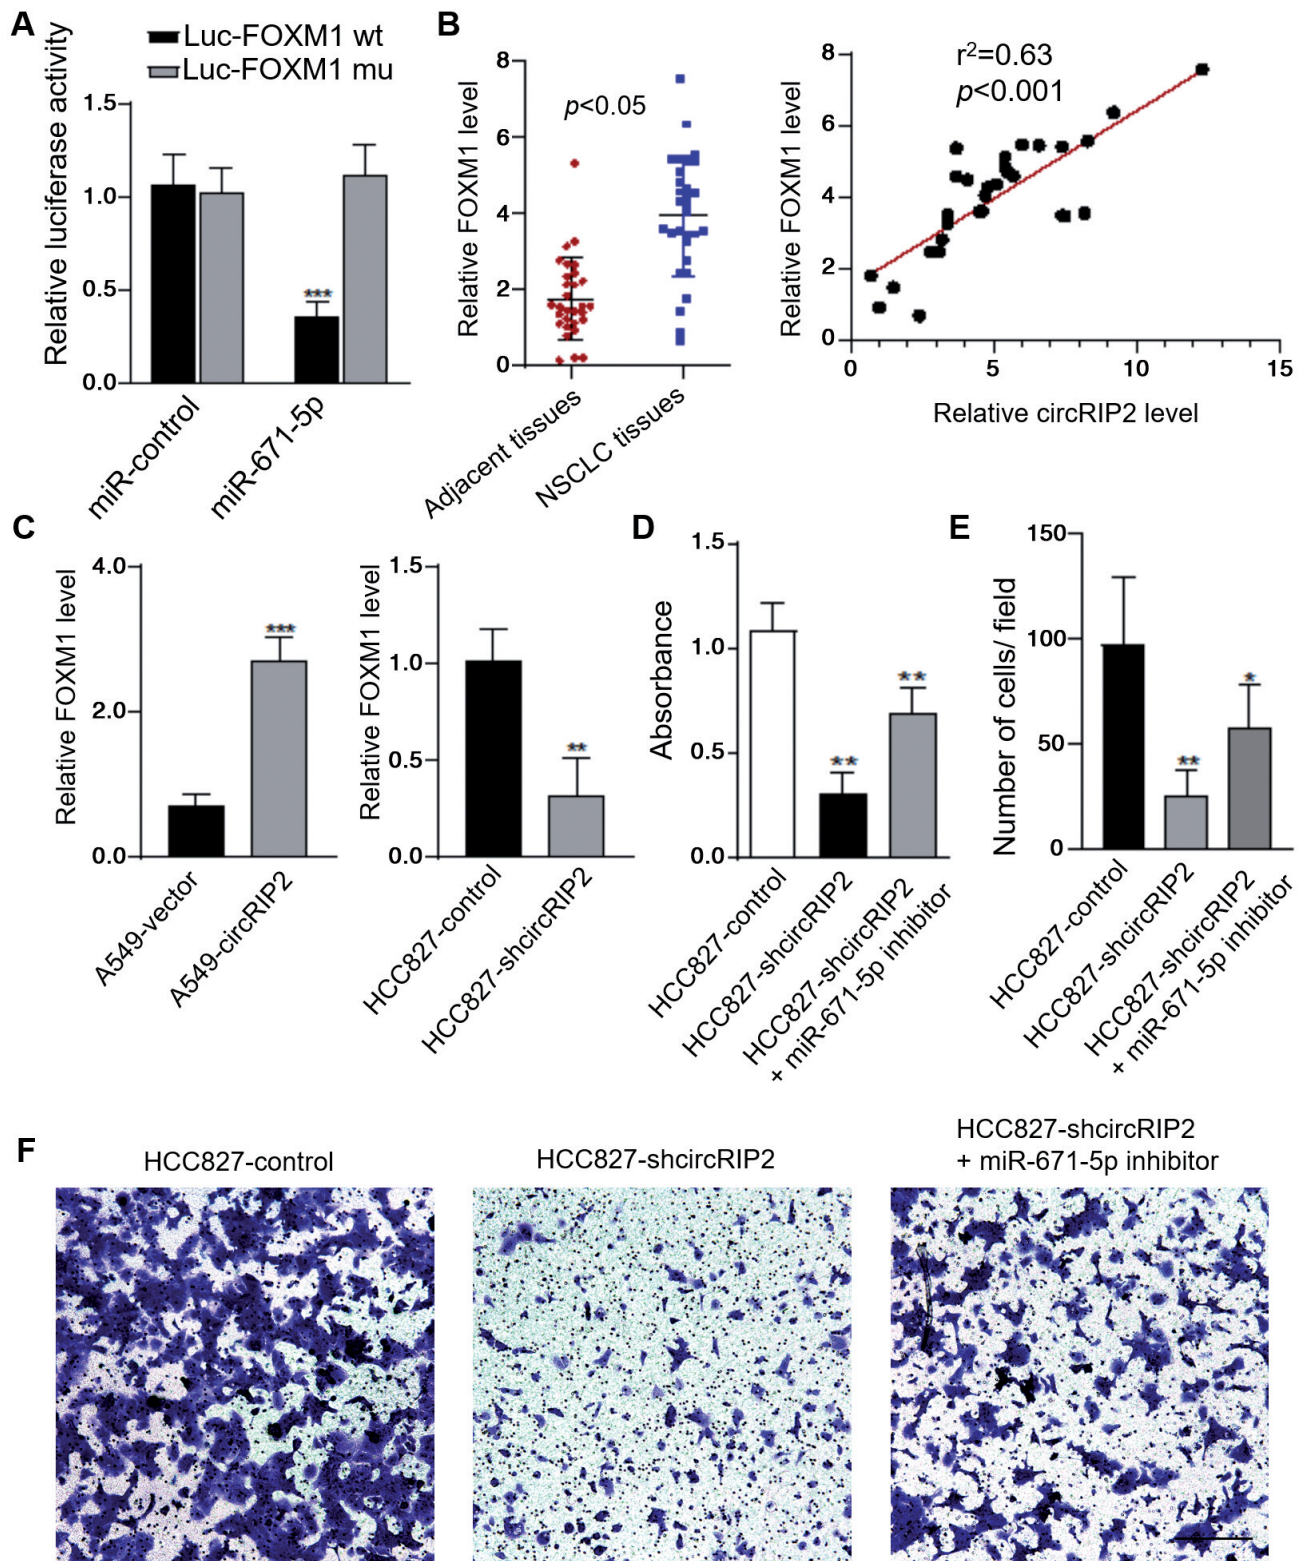 A
Luc-FOXM1 wt
Luc-FOXM1 mu
Relative luciferase activity
1.5
1.0
0.5
0.0
***
miR-control
miR-671-5p
B
Relative FOXM1 level
8
6
4
2
0
p<0.05
Adjacent tissues
NSCLC tissues
Relative FOXM1 level
8
6
4
2
0
r²=0.63
p<0.001
0 5 10 15
Relative circRIP2 level
C
Relative FOXM1 level
4.0
2.0
0.0
***
A549-vector
A549-circRIP2
Relative FOXM1 level
1.5
1.0
0.5
0.0
**
HCC827-control
HCC827-shcircRIP2
D
Absorbance
1.5
1.0
0.5
0.0
**
**
HCC827-control
HCC827-shcircRIP2
HCC827-shcircRIP2
+ miR-671-5p inhibitor
E
Number of cells/ field
150
100
50
0
**
*
HCC827-control
HCC827-shcircRIP2
HCC827-shcircRIP2
+ miR-671-5p inhibitor
F
HCC827-control
HCC827-shcircRIP2
HCC827-shcircRIP2
+ miR-671-5p inhibitor